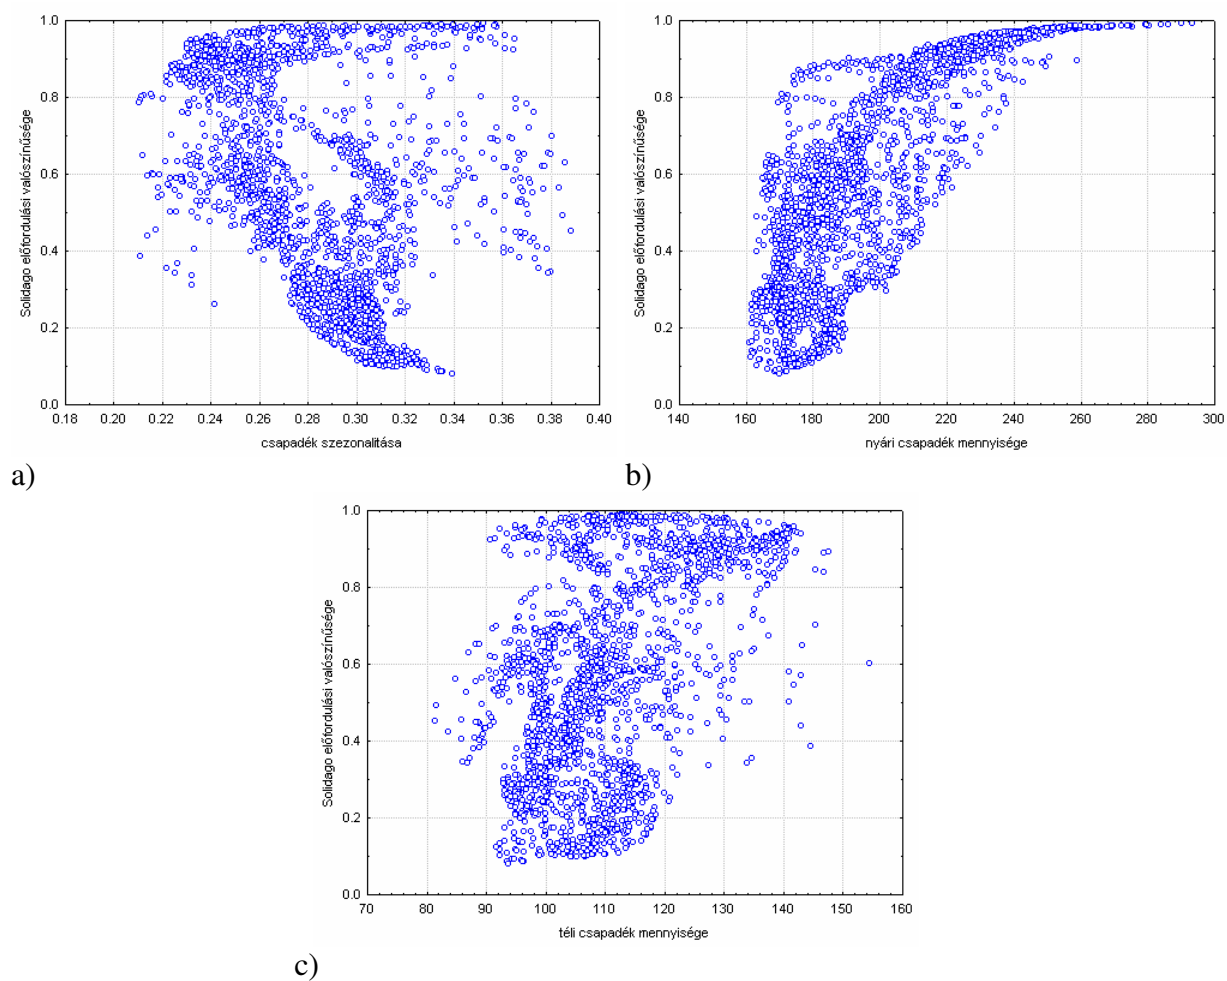 1.0
0.8
0.6
0.4
0.2
0.0
Solidago előfordulási valószínűsége
0.18 0.20 0.22 0.24 0.26 0.28 0.30 0.32 0.34 0.36 0.38 0.40
csapadék szezonalitása
a)
1.0
0.8
0.6
0.4
0.2
0.0
Solidago előfordulási valószínűsége
140 160 180 200 220 240 260 280 300
nyári csapadék mennyisége
b)
1.0
0.8
0.6
0.4
0.2
0.0
Solidago előfordulási valószínűsége
70 80 90 100 110 120 130 140 150 160
téli csapadék mennyisége
c)